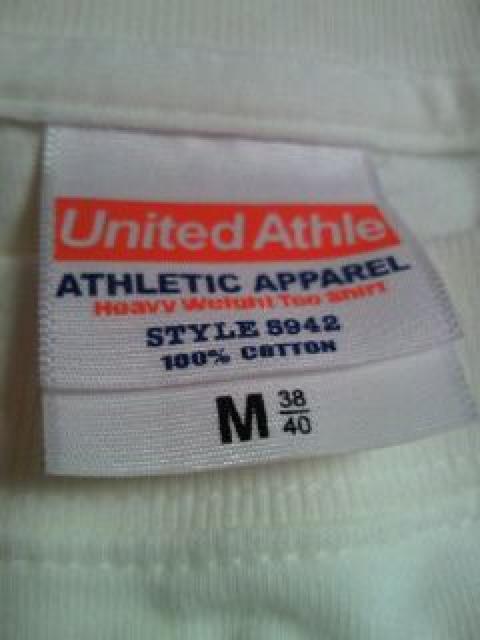 United Athle
ATHLETIC APPAREL
Heavy Weight Tee shirt
STYLE 5942
100% COTTON
M 38/40